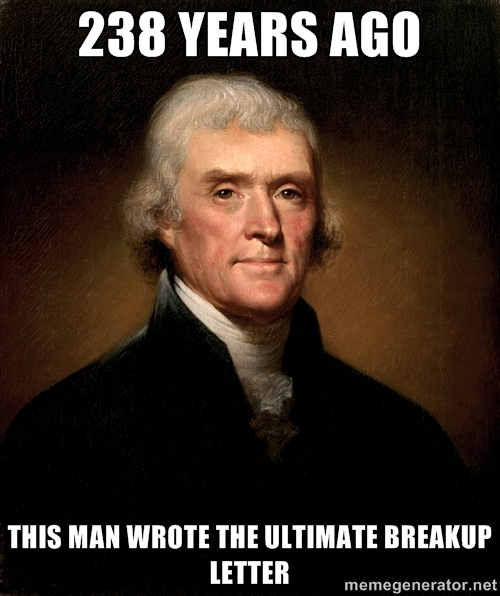 238 YEARS AGO
THIS MAN WROTE THE ULTIMATE BREAKUP
LETTER
memegenerator.net